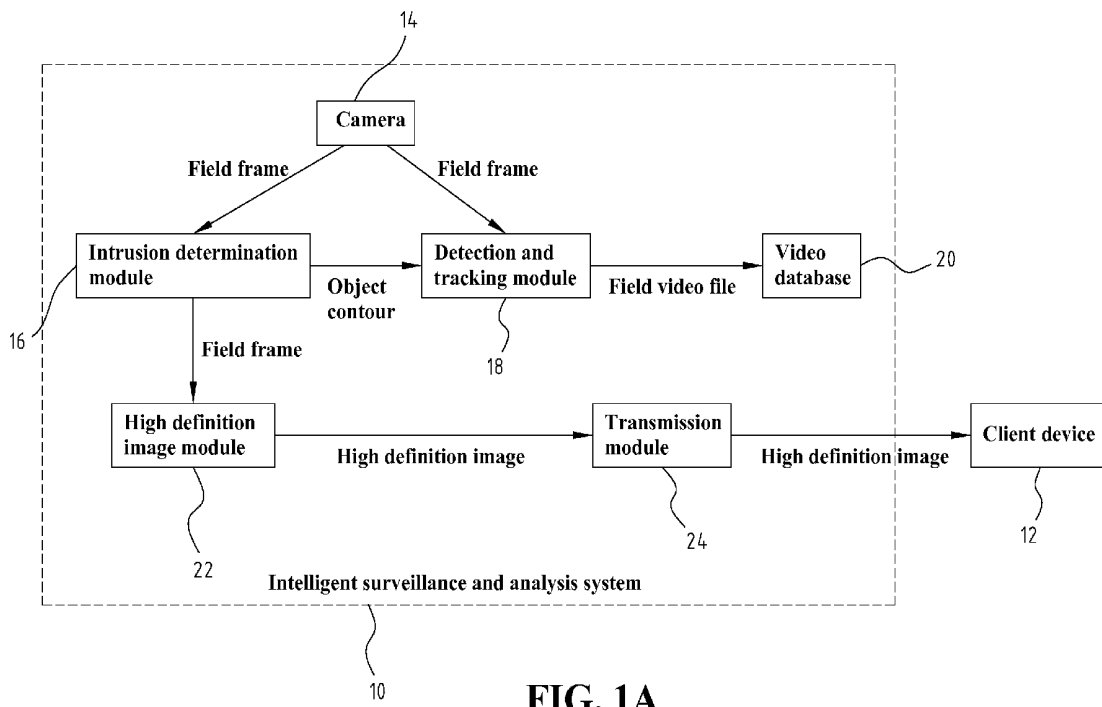 14
Camera
Field frame
Field frame
Intrusion determination
module
Detection and
tracking module
Video
database
20
Object
contour
Field video file
16
18
Field frame
High definition
image module
Transmission
module
Client device
High definition image
High definition image
22
24
12
Intelligent surveillance and analysis system
10
FIG. 1A